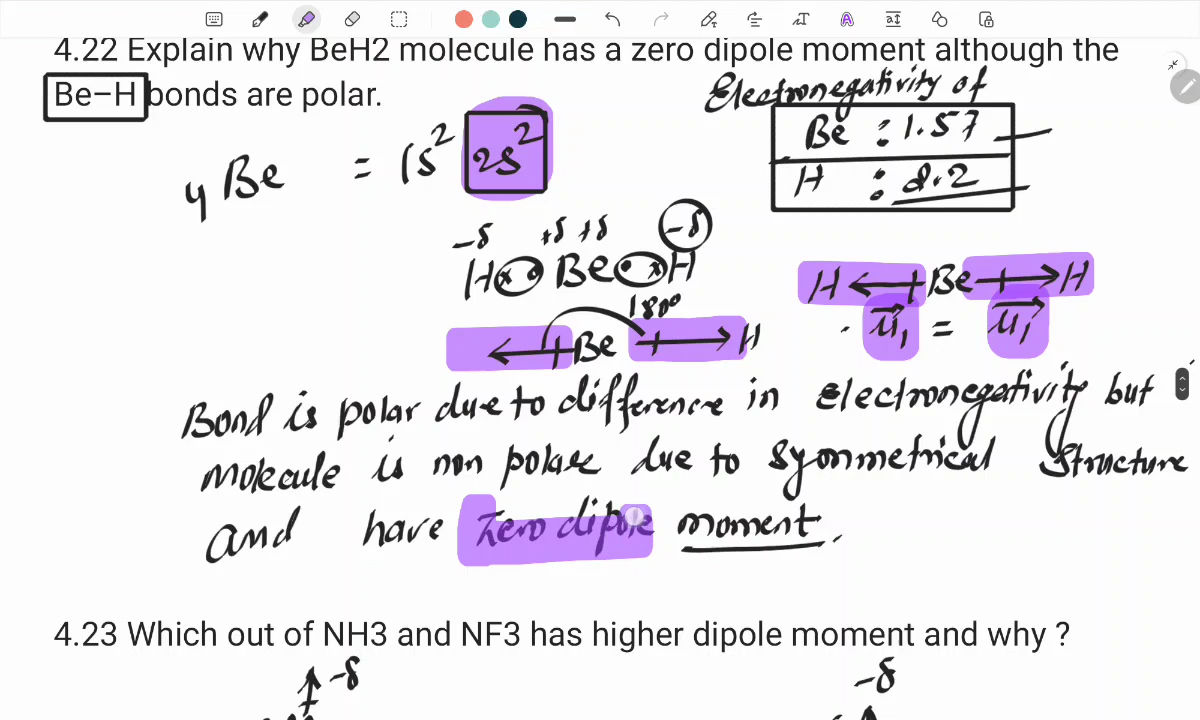 4.22 Explain why BeH2 molecule has a zero dipole moment although the
Be–H bonds are polar.
Electronegativity of
Be : 1.57
H : 2.2
4 Be = 1s² 2s²
-δ +δ +δ -δ
H ×• Be •× H
180°
Be H
H Be H
μ₁ = μ₁
Bond is polar due to difference in electronegativity but
molecule is non polar due to symmetrical structure
and have zero dipole moment.
4.23 Which out of NH3 and NF3 has higher dipole moment and why ?
-δ -δ